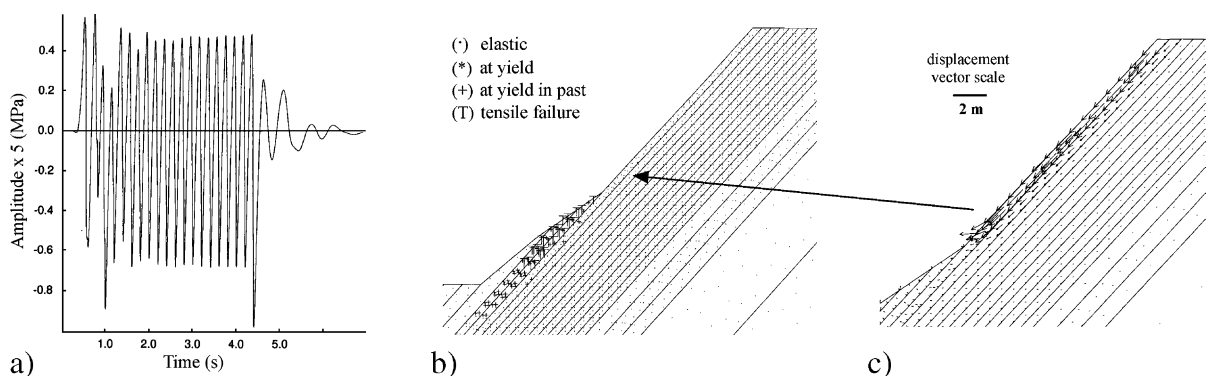 0.4
0.2
0.0
-0.2
-0.4
-0.6
-0.8
Amplitude x 5 (MPa)
1.0 2.0 3.0 4.0 5.0
Time (s)
a)
(·) elastic
(*) at yield
(+) at yield in past
(T) tensile failure
b)
displacement
vector scale
2 m
c)